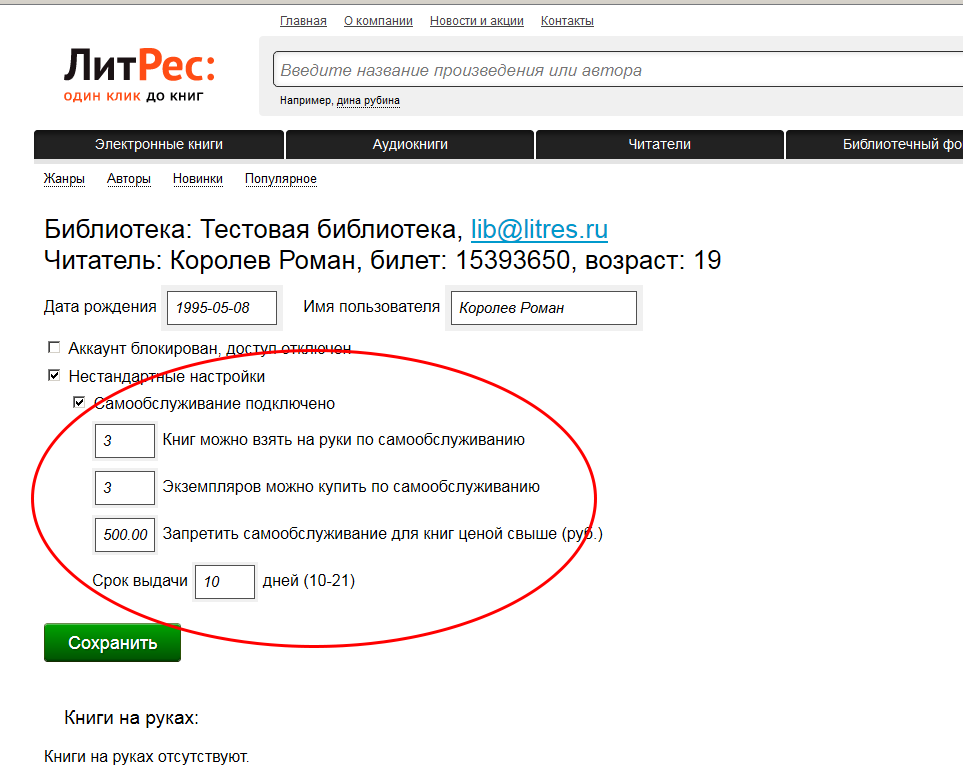 Главная О компании Новости и акции Контакты
ЛитРес:
один клик до книг
Введите название произведения или автора
Например, дина рубина
Электронные книги Аудиокниги Читатели Библиотечный фо
Жанры Авторы Новинки Популярное
Библиотека: Тестовая библиотека, lib@litres.ru
Читатель: Королев Роман, билет: 15393650, возраст: 19
Дата рождения 1995-05-08 Имя пользователя Королев Роман
Аккаунт блокирован, доступ отключен
Нестандартные настройки
Самообслуживание подключено
3 Книг можно взять на руки по самообслуживанию
3 Экземпляров можно купить по самообслуживанию
500.00 Запретить самообслуживание для книг ценой свыше (руб.)
Срок выдачи 10 дней (10-21)
Сохранить
Книги на руках:
Книги на руках отсутствуют.